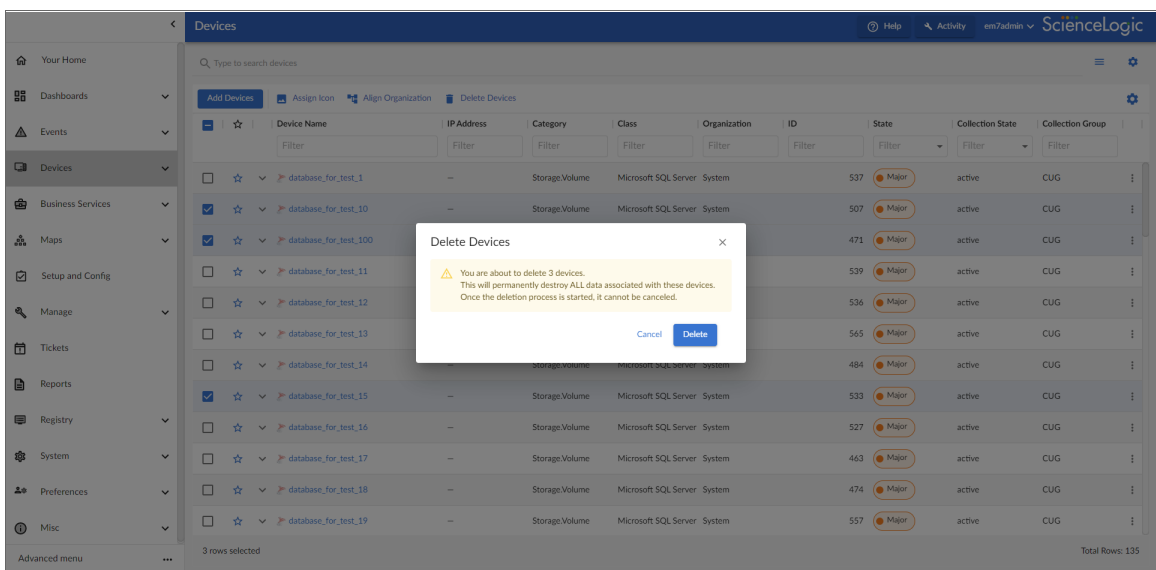 Devices
Help
Activity
em7admin
ScienceLogic
Your Home
Dashboards
Events
Devices
Business Services
Maps
Setup and Config
Manage
Tickets
Reports
Registry
System
Preferences
Misc
Advanced menu
Type to search devices
Add Devices Assign Icon Align Organization Delete Devices
Device Name IP Address Category Class Organization ID State Collection State Collection Group
Filter Filter Filter Filter Filter Filter Filter Filter Filter
database_for_test_1 — Storage.Volume Microsoft SQL Server System 537 Major active CUG
database_for_test_10 — Storage.Volume Microsoft SQL Server System 507 Major active CUG
database_for_test_100 471 Major active CUG
database_for_test_11 539 Major active CUG
database_for_test_12 536 Major active CUG
database_for_test_13 565 Major active CUG
database_for_test_14 — Storage.Volume Microsoft SQL Server System 484 Major active CUG
database_for_test_15 — Storage.Volume Microsoft SQL Server System 533 Major active CUG
database_for_test_16 — Storage.Volume Microsoft SQL Server System 527 Major active CUG
database_for_test_17 — Storage.Volume Microsoft SQL Server System 463 Major active CUG
database_for_test_18 — Storage.Volume Microsoft SQL Server System 474 Major active CUG
database_for_test_19 — Storage.Volume Microsoft SQL Server System 557 Major active CUG
3 rows selected
Total Rows: 135
Delete Devices
You are about to delete 3 devices.
This will permanently destroy ALL data associated with these devices.
Once the deletion process is started, it cannot be canceled.
Cancel Delete